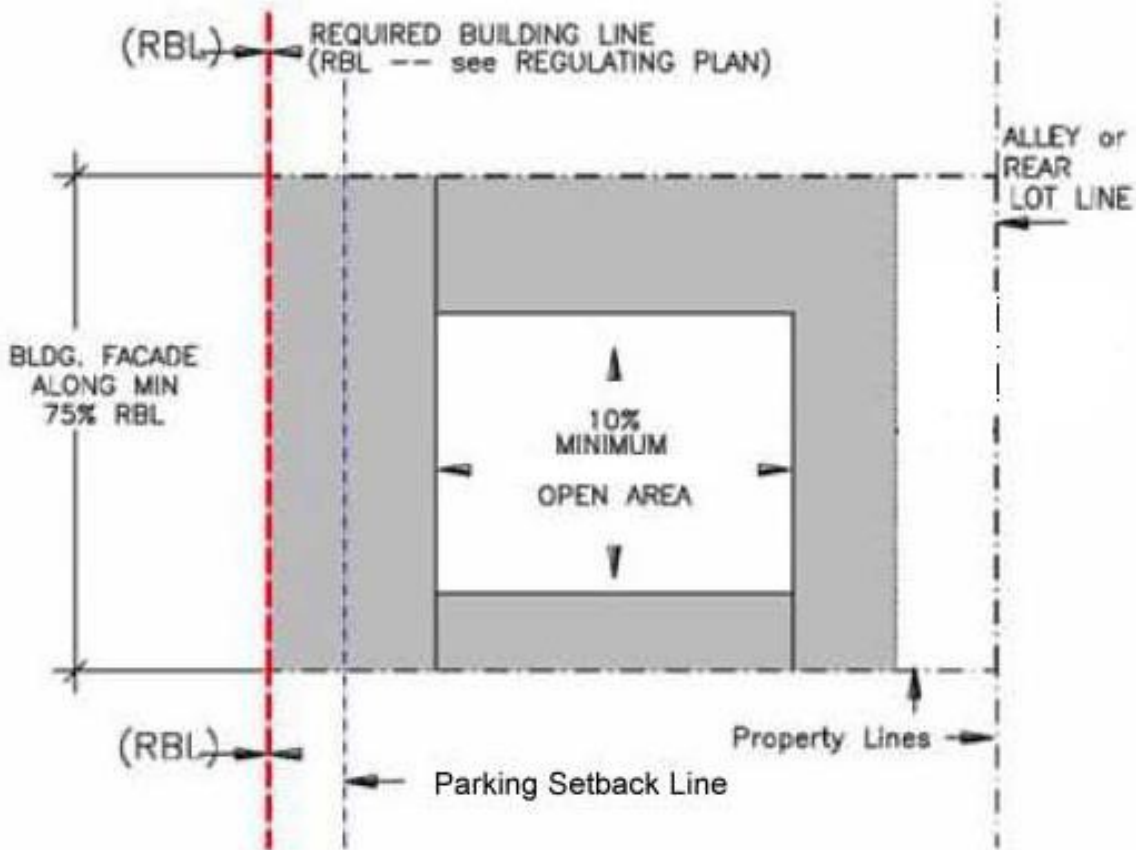 (RBL)
REQUIRED BUILDING LINE
(RBL -- see REGULATING PLAN)
ALLEY or
REAR
LOT LINE
BLDG. FACADE
ALONG MIN
75% RBL
10%
MINIMUM
OPEN AREA
(RBL)
Property Lines
Parking Setback Line